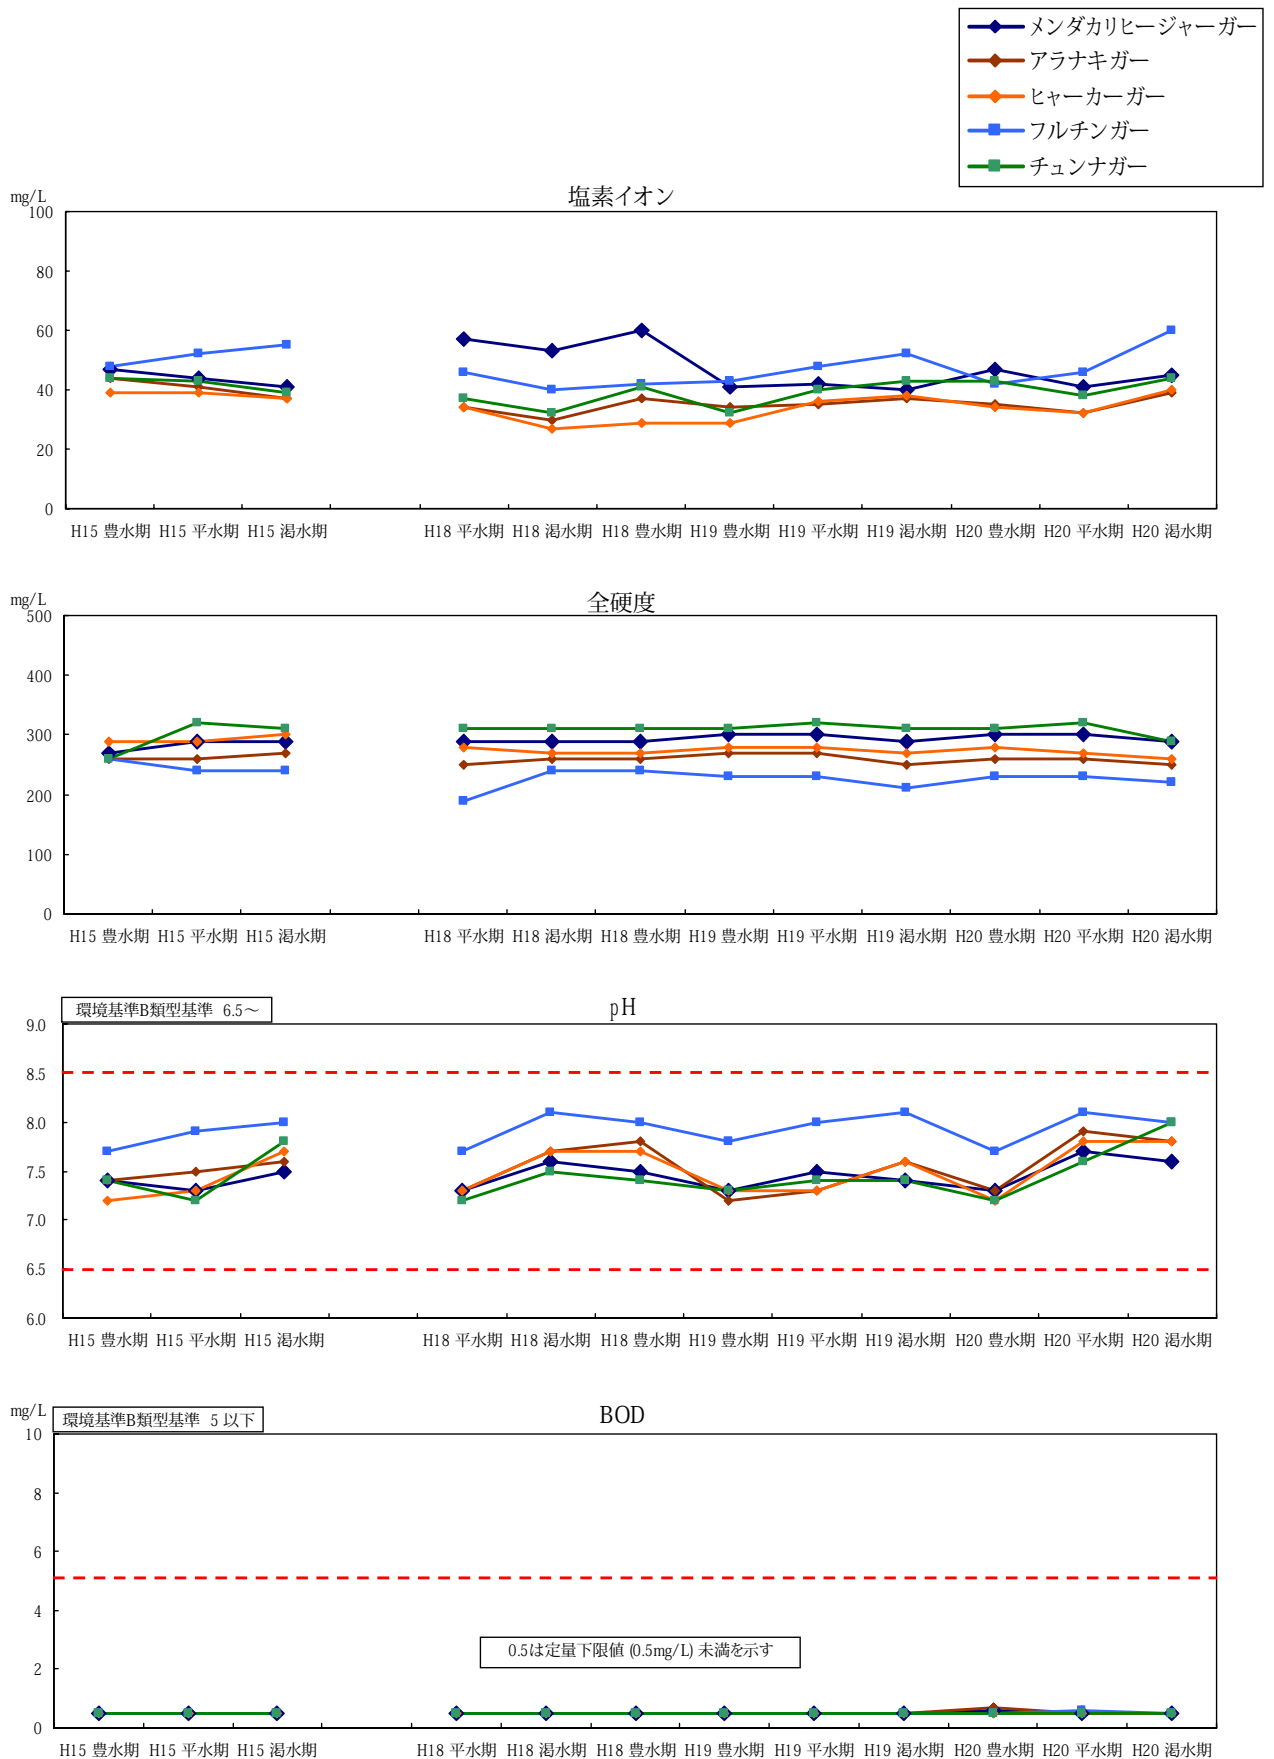 メンダカリヒージャーガー
アラナキガー
ヒャーカーガー
フルチンガー
チュンナガー
mg/L
塩素イオン
100
80
60
40
20
0
H15 豊水期 H15 平水期 H15 渇水期 H18 平水期 H18 渇水期 H18 豊水期 H19 豊水期 H19 平水期 H19 渇水期 H20 豊水期 H20 平水期 H20 渇水期
mg/L
全硬度
500
400
300
200
100
0
H15 豊水期 H15 平水期 H15 渇水期 H18 平水期 H18 渇水期 H18 豊水期 H19 豊水期 H19 平水期 H19 渇水期 H20 豊水期 H20 平水期 H20 渇水期
環境基準B類型基準 6.5～
pH
9.0
8.5
8.0
7.5
7.0
6.5
6.0
H15 豊水期 H15 平水期 H15 渇水期 H18 平水期 H18 渇水期 H18 豊水期 H19 豊水期 H19 平水期 H19 渇水期 H20 豊水期 H20 平水期 H20 渇水期
mg/L
環境基準B類型基準 5 以下
BOD
10
8
6
4
0.5は定量下限値 (0.5mg/L) 未満を示す
2
0
H15 豊水期 H15 平水期 H15 渇水期 H18 平水期 H18 渇水期 H18 豊水期 H19 豊水期 H19 平水期 H19 渇水期 H20 豊水期 H20 平水期 H20 渇水期